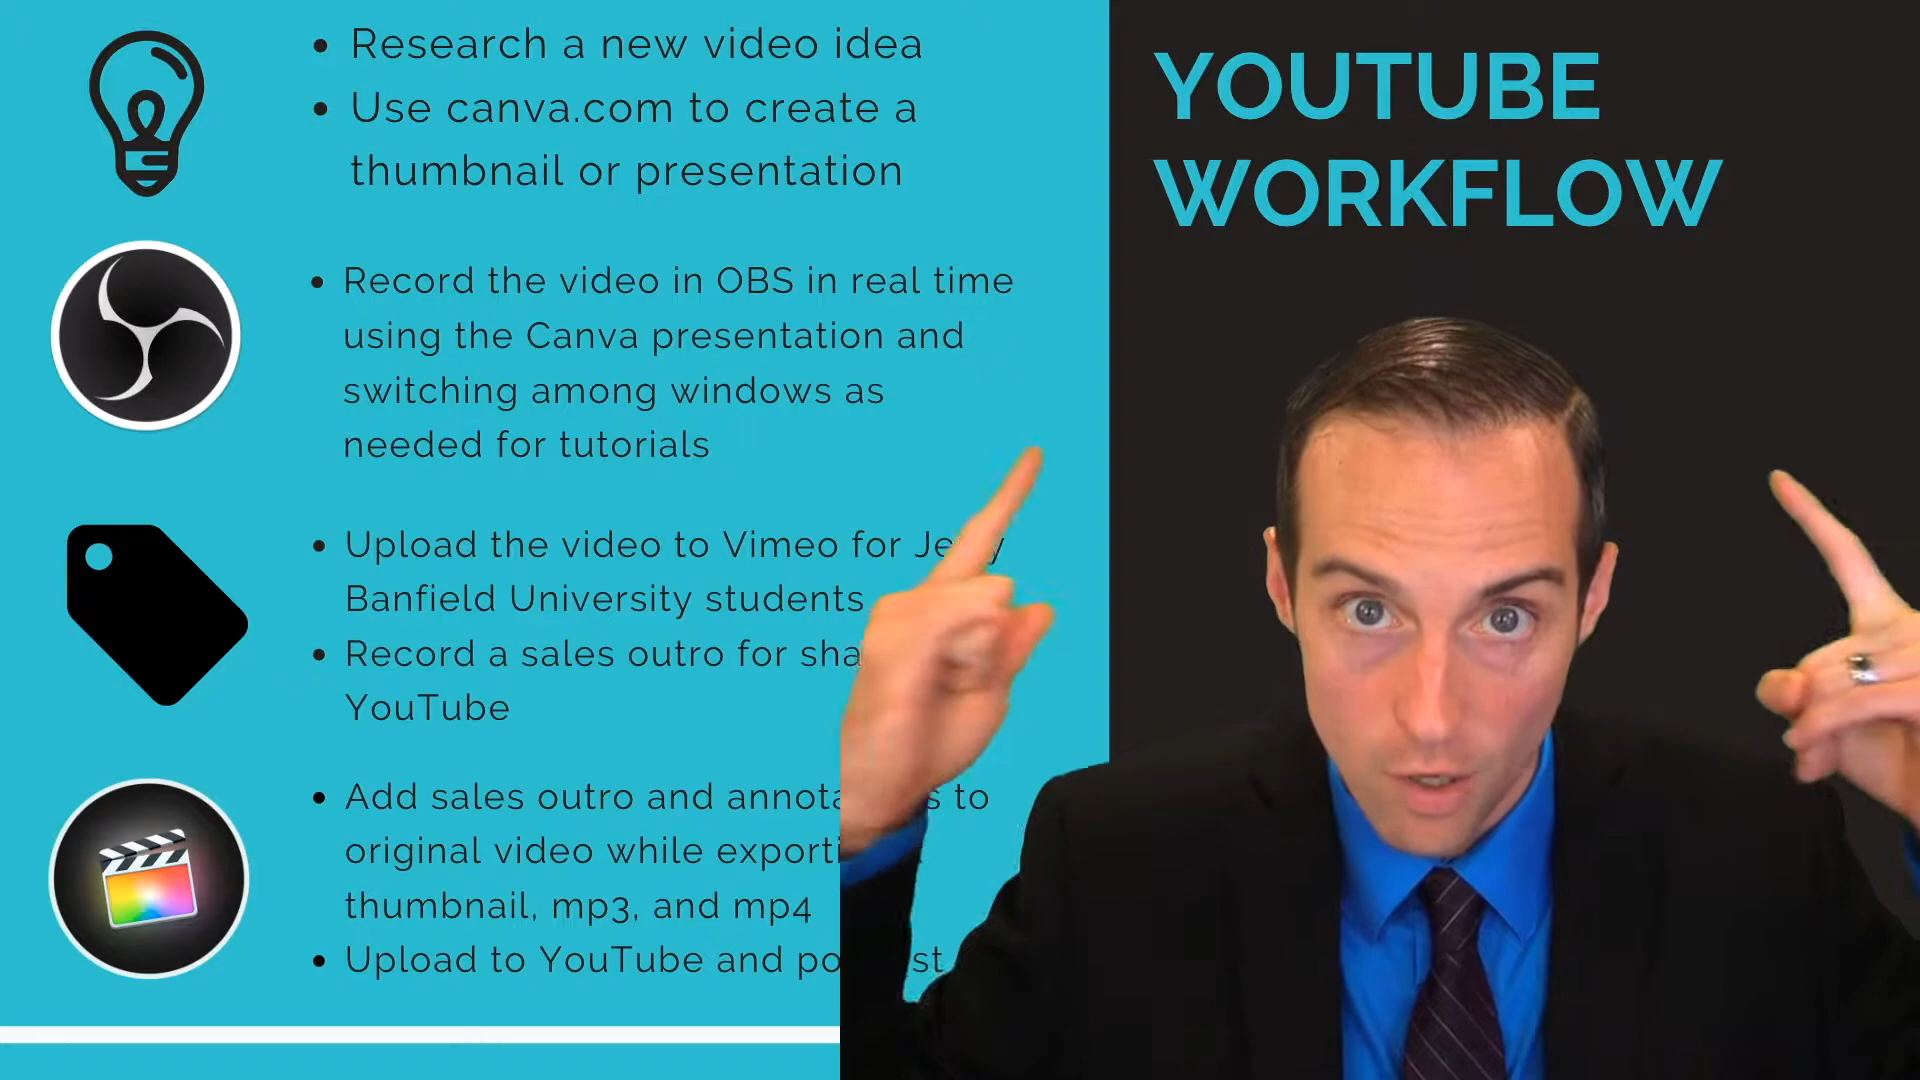 Research a new video idea
Use canva.com to create a
thumbnail or presentation
Record the video in OBS in real time
using the Canva presentation and
switching among windows as
needed for tutorials
Upload the video to Vimeo for
Banfield University students
Record a sales outro for
YouTube
Add sales outro and to
original video while
thumbnail, mp3, and mp4
Upload to YouTube and
YOUTUBE
WORKFLOW